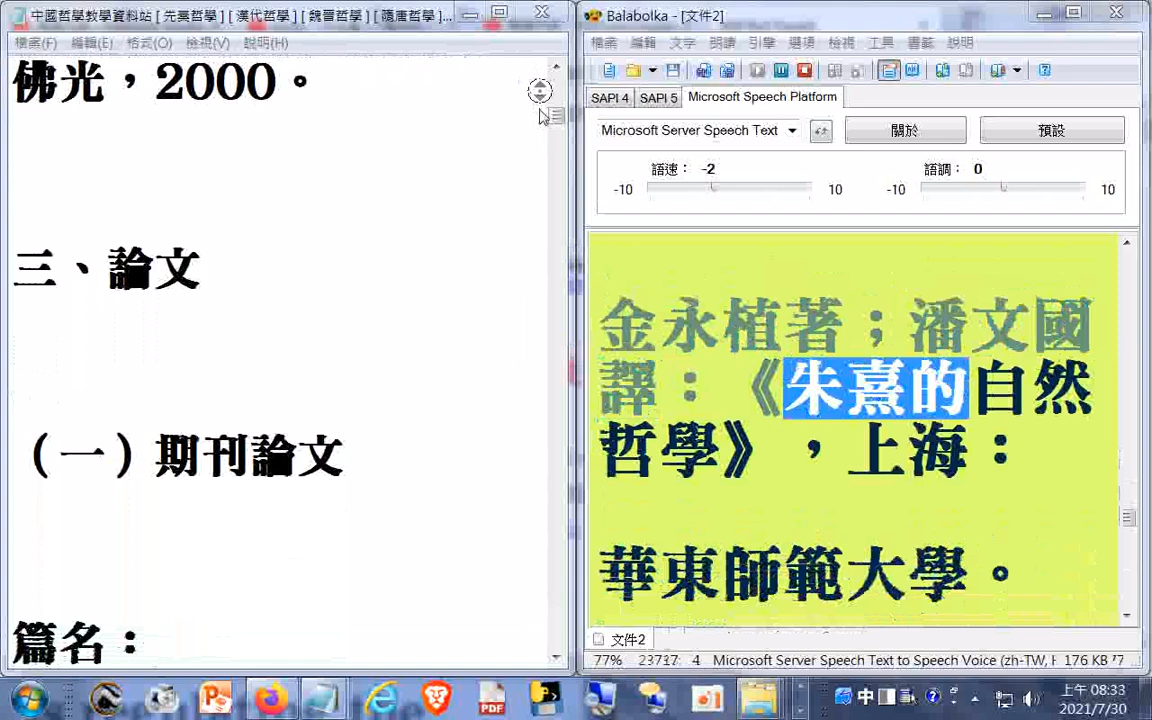 中國哲學教學資料站 [ 先秦哲學 ] [ 漢代哲學 ] [ 魏晉哲學 ] [ 隋唐哲學 ]...
檔案(F) 編輯(E) 格式(O) 檢視(V) 說明(H)
佛光，2000。
三、論文
（一）期刊論文
篇名：
Balabolka - [文件2]
檔案 編輯 文字 朗讀 引擎 選項 檢視 工具 書籤 說明
SAPI 4 SAPI 5 Microsoft Speech Platform
Microsoft Server Speech Text 關於 預設
語速： -2 語調： 0
-10 10 -10 10
金永植著；潘文國
譯：《朱熹的自然
哲學》，上海：
華東師範大學。
文件2
77% 23717: 4 Microsoft Server Speech Text to Speech Voice (zh-TW, H 176 KB
中
上午 08:33
2021/7/30